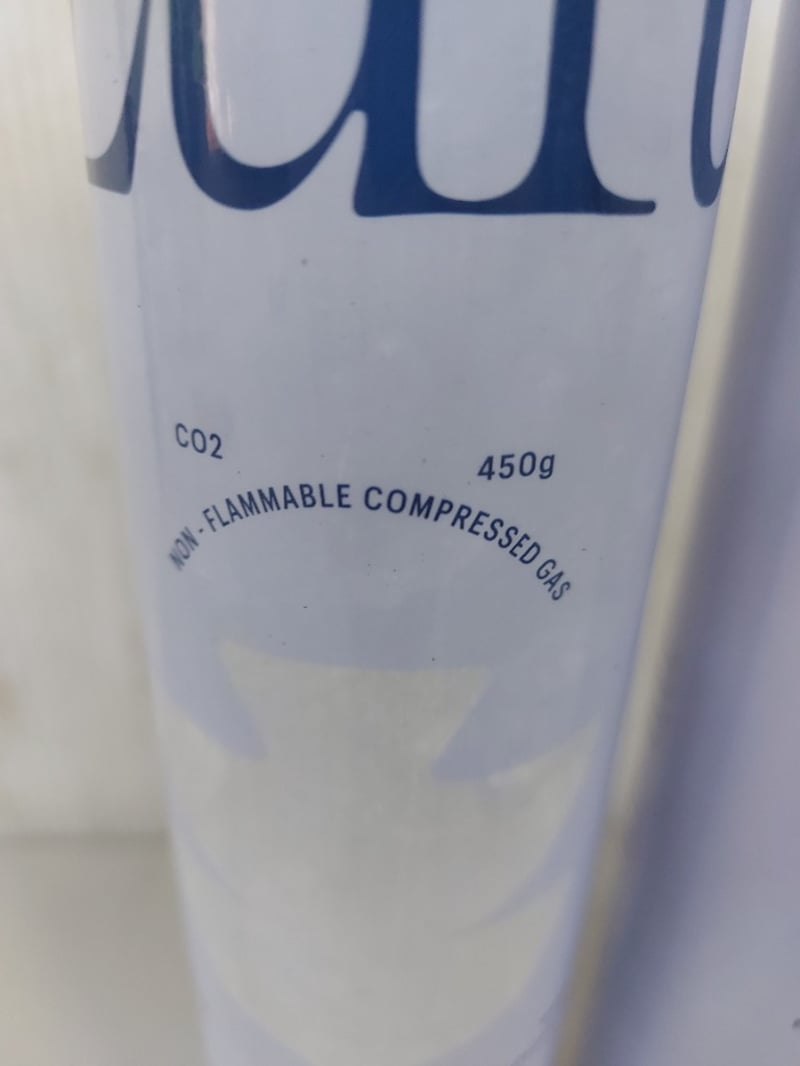 CO2
450g
NON-FLAMMABLE COMPRESSED GAS